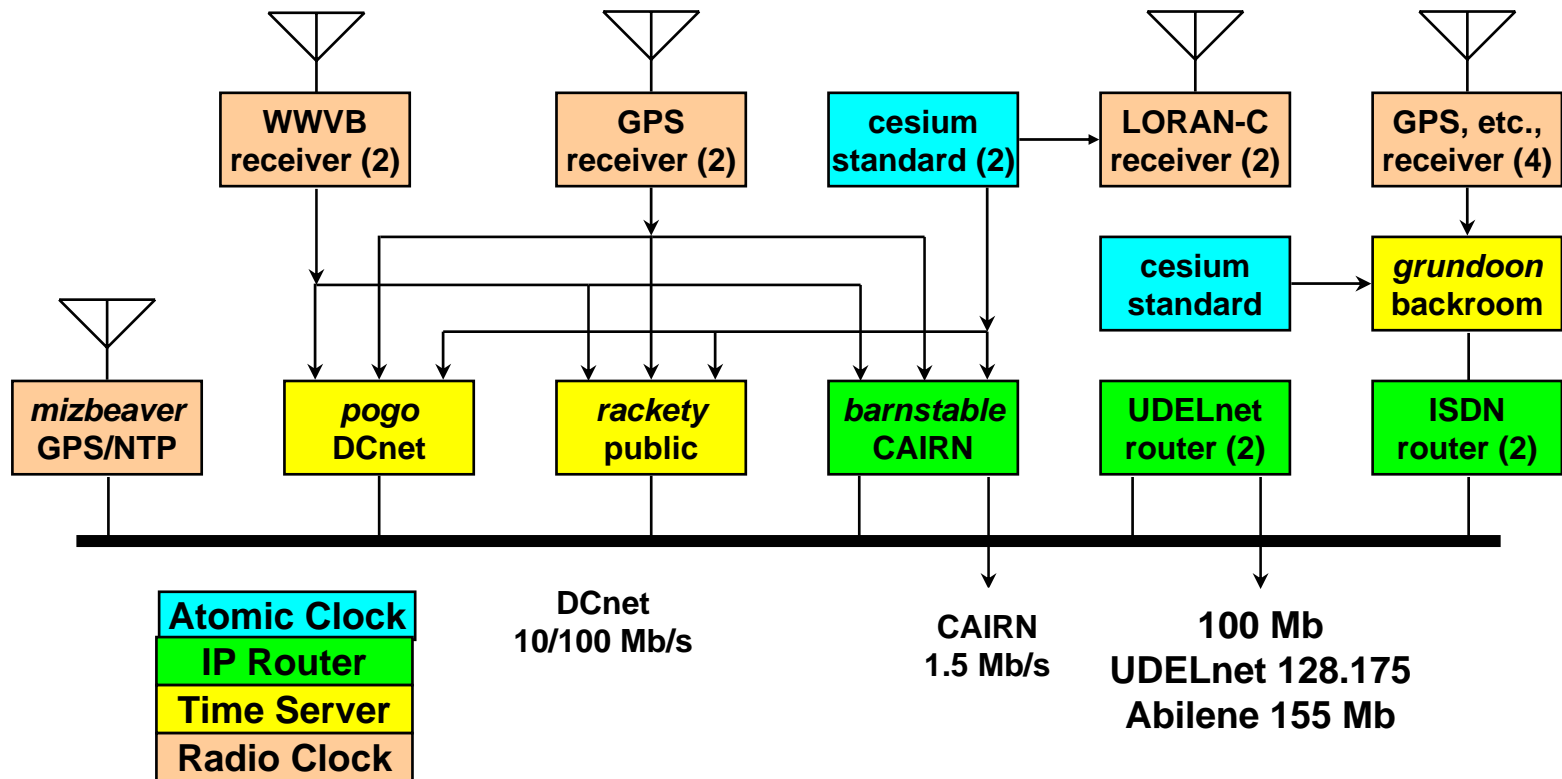 WWVB
receiver (2)
GPS
receiver (2)
cesium
standard (2)
LORAN-C
receiver (2)
GPS, etc.,
receiver (4)
cesium
standard
grundoon
backroom
mizbeaver
GPS/NTP
pogo
DCnet
rackety
public
barnstable
CAIRN
UDELnet
router (2)
ISDN
router (2)
Atomic Clock
IP Router
Time Server
Radio Clock
DCnet
10/100 Mb/s
CAIRN
1.5 Mb/s
100 Mb
UDELnet 128.175
Abilene 155 Mb